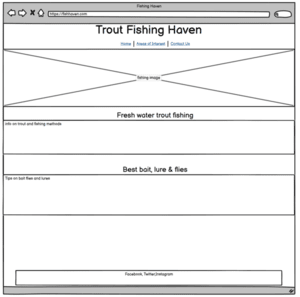 Fishing Haven
https://fishhaven.com
Trout Fishing Haven
Home | Areas of Interest | Contact Us
fishing image
Fresh water trout fishing
info on trout and fishing methods
Best bait, lure & flies
Tips on bait flies and lures
Facebook, Twitter,Instagram